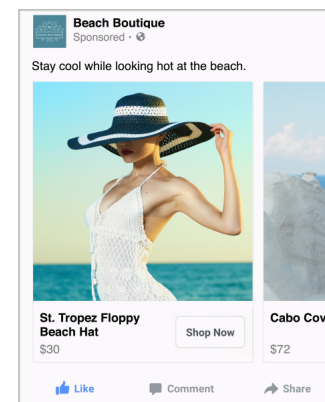 Beach Boutique
Sponsored ·
Stay cool while looking hot at the beach.
St. Tropez Floppy
Beach Hat
$30
Shop Now
Cabo Cov
$72
Like
Comment
Share